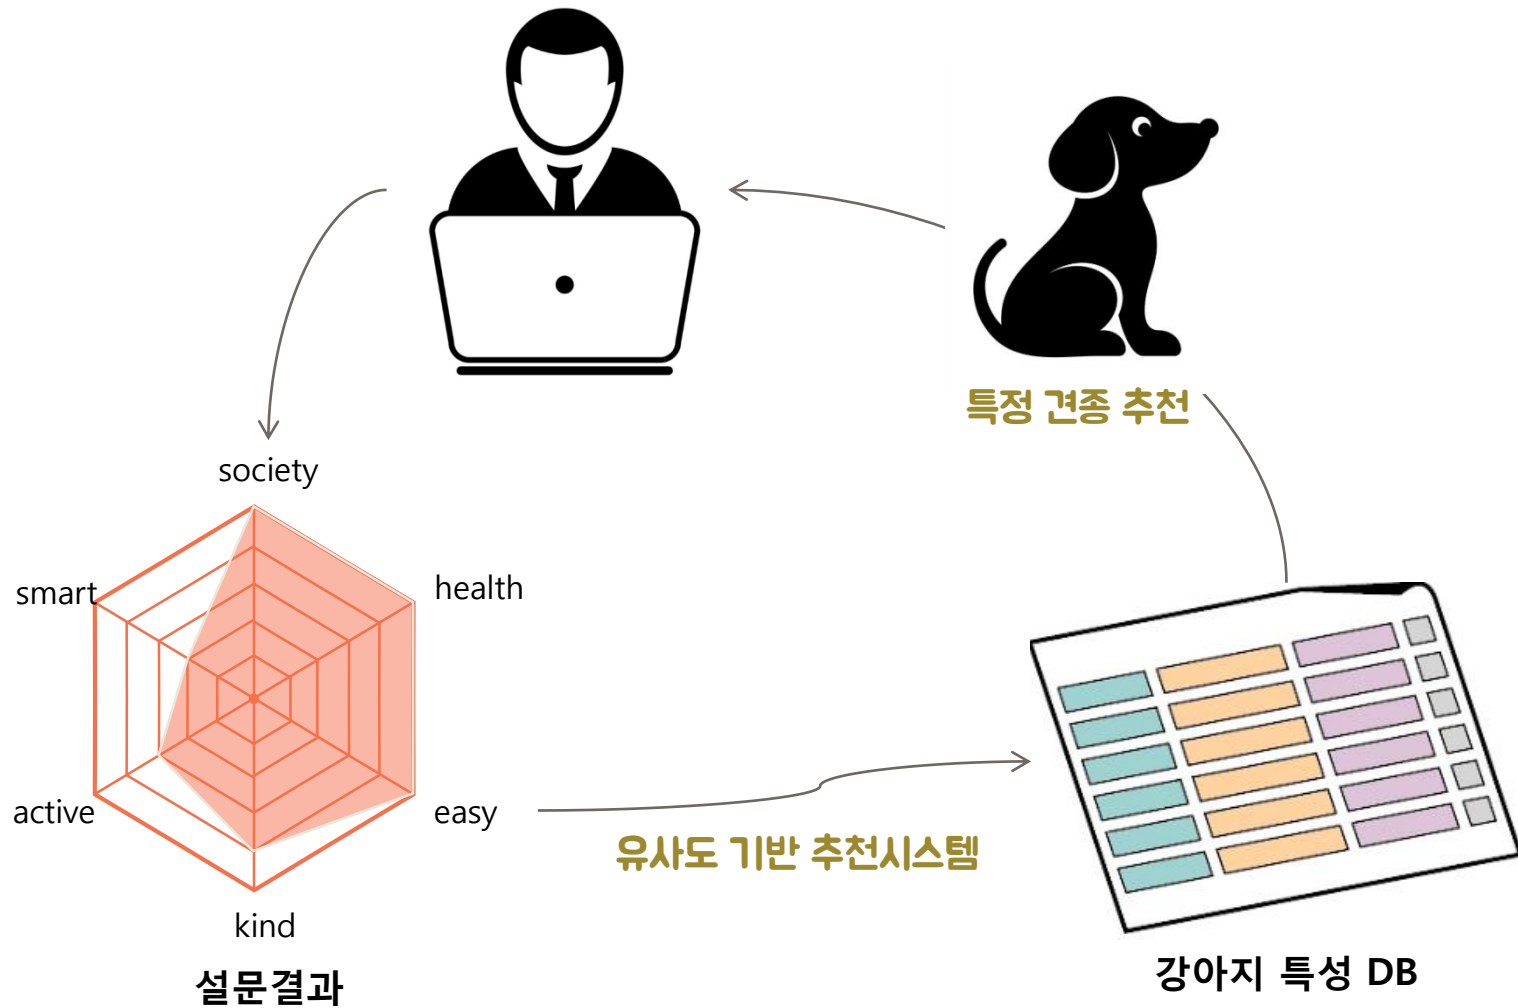 특정 견종 추천
society
smart
health
active
easy
유사도 기반 추천시스템
kind
설문결과
강아지 특성 DB